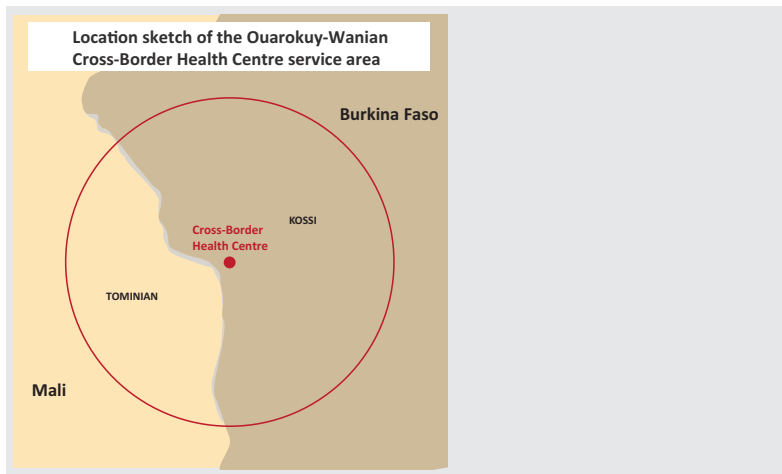 Location sketch of the Ouarokuy-Wanian
Cross-Border Health Centre service area
Burkina Faso
KOSSI
Cross-Border
Health Centre
TOMINIAN
Mali